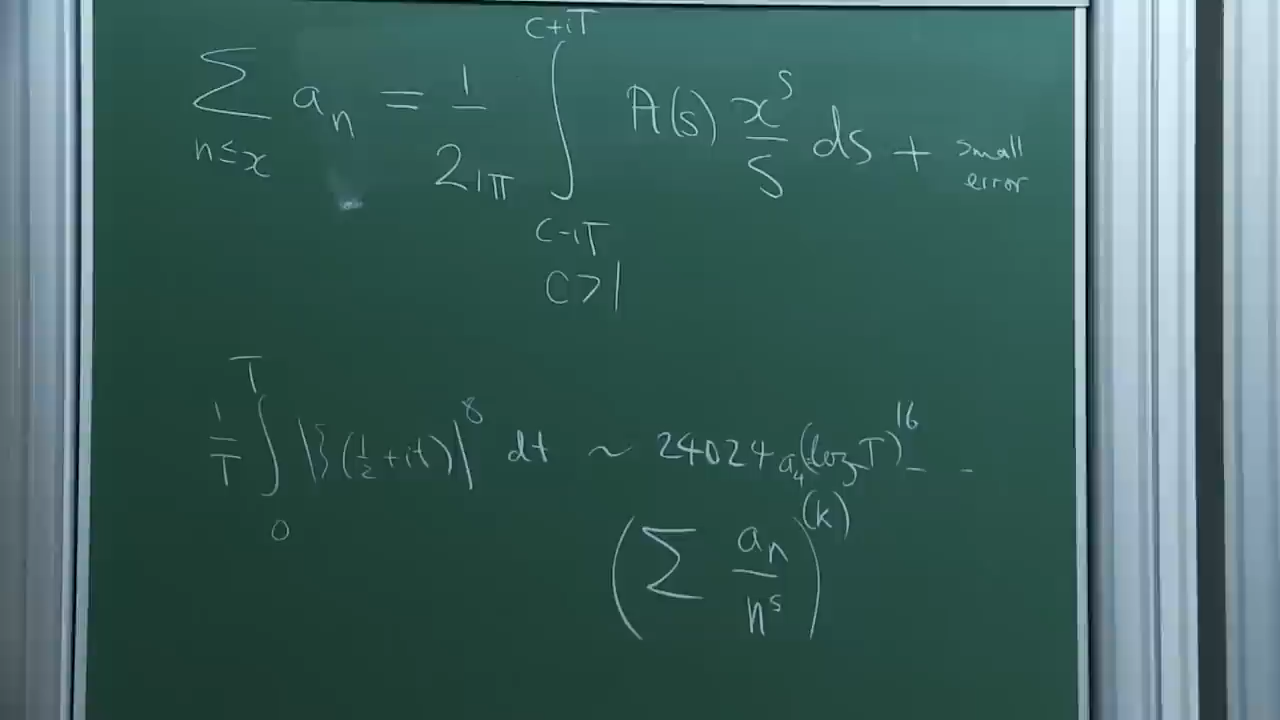 ∑_{n≤x} a_n = 1/(2iπ) ∫_{c-iT}^{c+iT} A(s) x^s/s ds + small error
c>1
1/T ∫_0^T |ζ(1/2+it)|^8 dt ~ 24024 a_4 (log T)^16 - -
(∑ a_n/n^s)^(k)